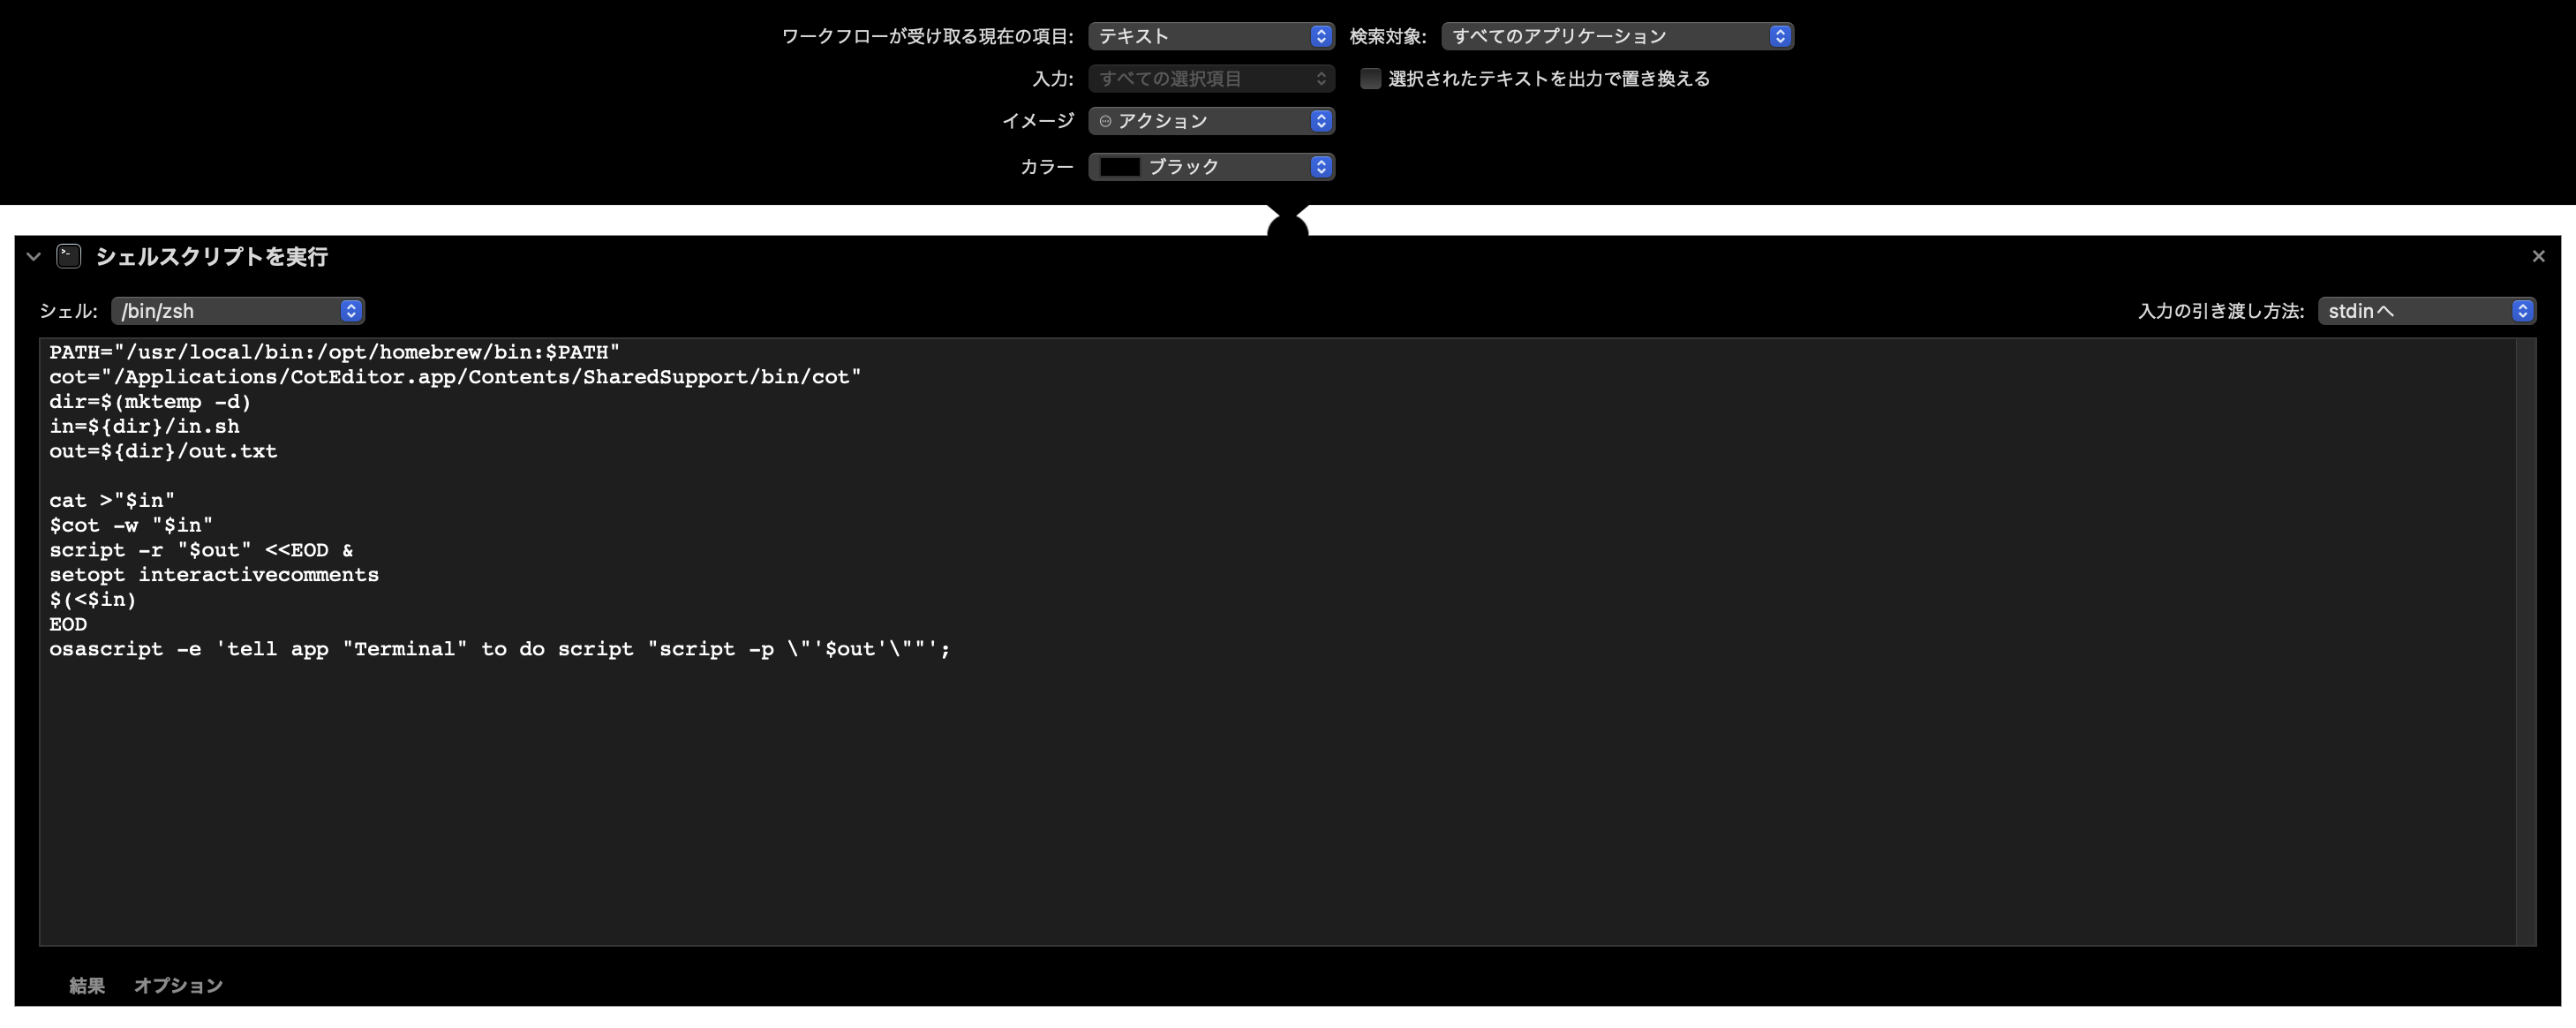 ワークフローが受け取る現在の項目: テキスト 検索対象: すべてのアプリケーション
入力: すべての選択項目 選択されたテキストを出力で置き換える
イメージ アクション
カラー ブラック
シェルスクリプトを実行
シェル: /bin/zsh 入力の引き渡し方法: stdinへ
PATH="/usr/local/bin:/opt/homebrew/bin:$PATH"
cot="/Applications/CotEditor.app/Contents/SharedSupport/bin/cot"
dir=$(mktemp -d)
in=${dir}/in.sh
out=${dir}/out.txt
cat >"$in"
$cot -w "$in"
script -r "$out" <<EOD &
setopt interactivecomments
$(<$in)
EOD
osascript -e 'tell app "Terminal" to do script "script -p \"'$out'\""';
結果 オプション